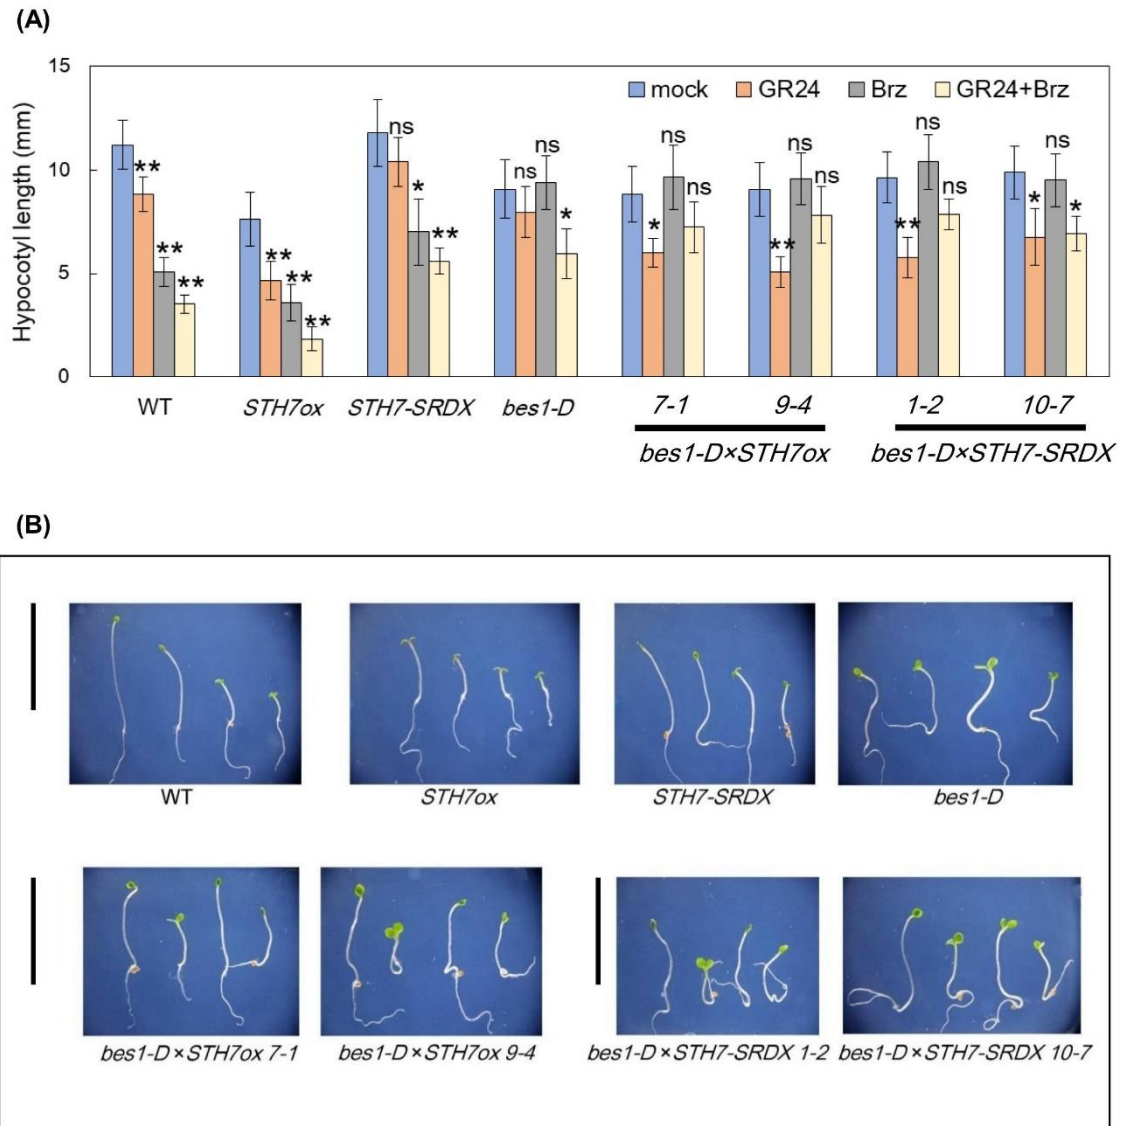 (A)
15
10
5
0
Hypocotyl length (mm)
mock GR24 Brz GR24+Brz
** ** **
** ** **
ns * **
ns ns *
* ns ns
** ns ns
** ns ns
* ns *
WT STH7ox STH7-SRDX bes1-D 7-1 9-4 1-2 10-7
bes1-D×STH7ox bes1-D×STH7-SRDX
(B)
WT STH7ox STH7-SRDX bes1-D
bes1-D×STH7ox 7-1 bes1-D×STH7ox 9-4 bes1-D×STH7-SRDX 1-2 bes1-D×STH7-SRDX 10-7